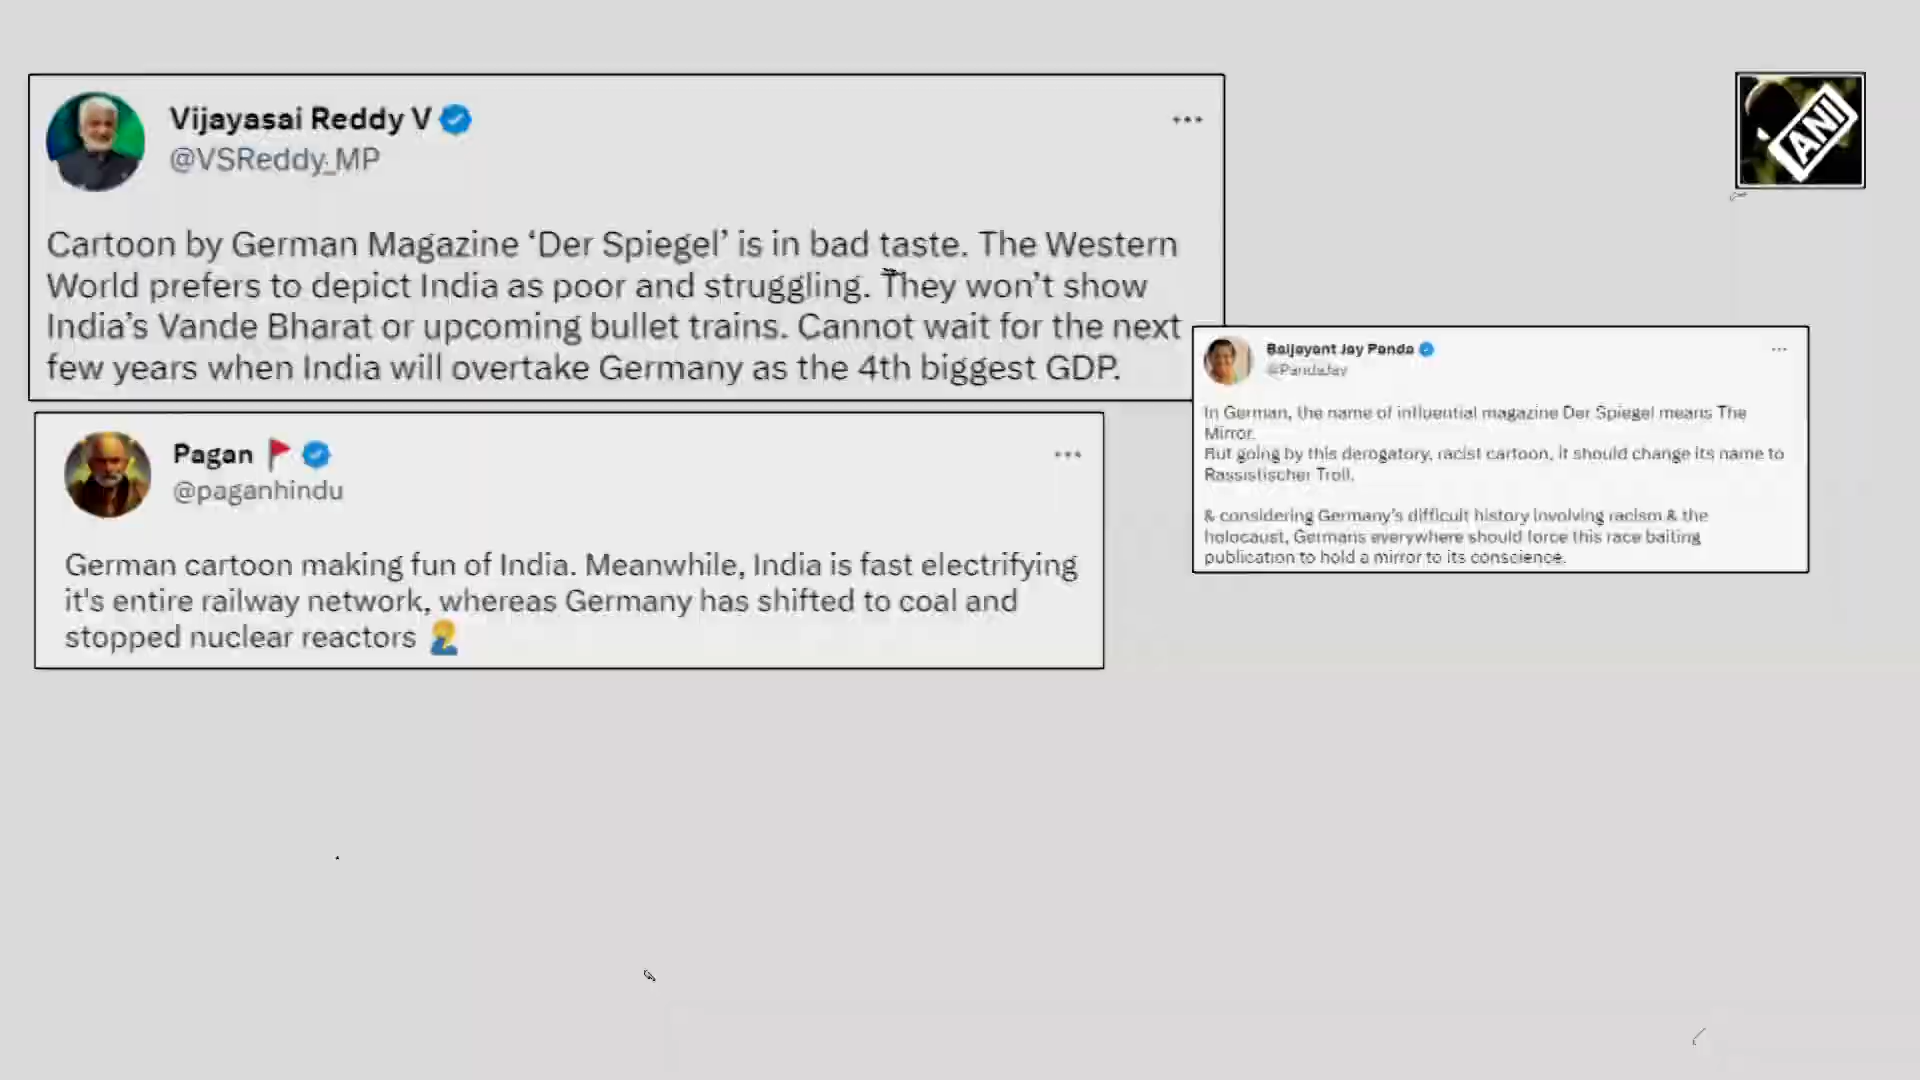 Vijayasai Reddy V
@VSReddy_MP
Cartoon by German Magazine ‘Der Spiegel’ is in bad taste. The Western
World prefers to depict India as poor and struggling. They won’t show
India’s Vande Bharat or upcoming bullet trains. Cannot wait for the next
few years when India will overtake Germany as the 4th biggest GDP.
Pagan
@paganhindu
German cartoon making fun of India. Meanwhile, India is fast electrifying
it's entire railway network, whereas Germany has shifted to coal and
stopped nuclear reactors
Baijayant Jay Panda
@PandaJay
In German, the name of influential magazine Der Spiegel means The
Mirror.
But going by this derogatory, racist cartoon, it should change its name to
Rassistischer Troll.
& considering Germany’s difficult history involving racism & the
holocaust, Germans everywhere should force this race baiting
publication to hold a mirror to its conscience.
ANI